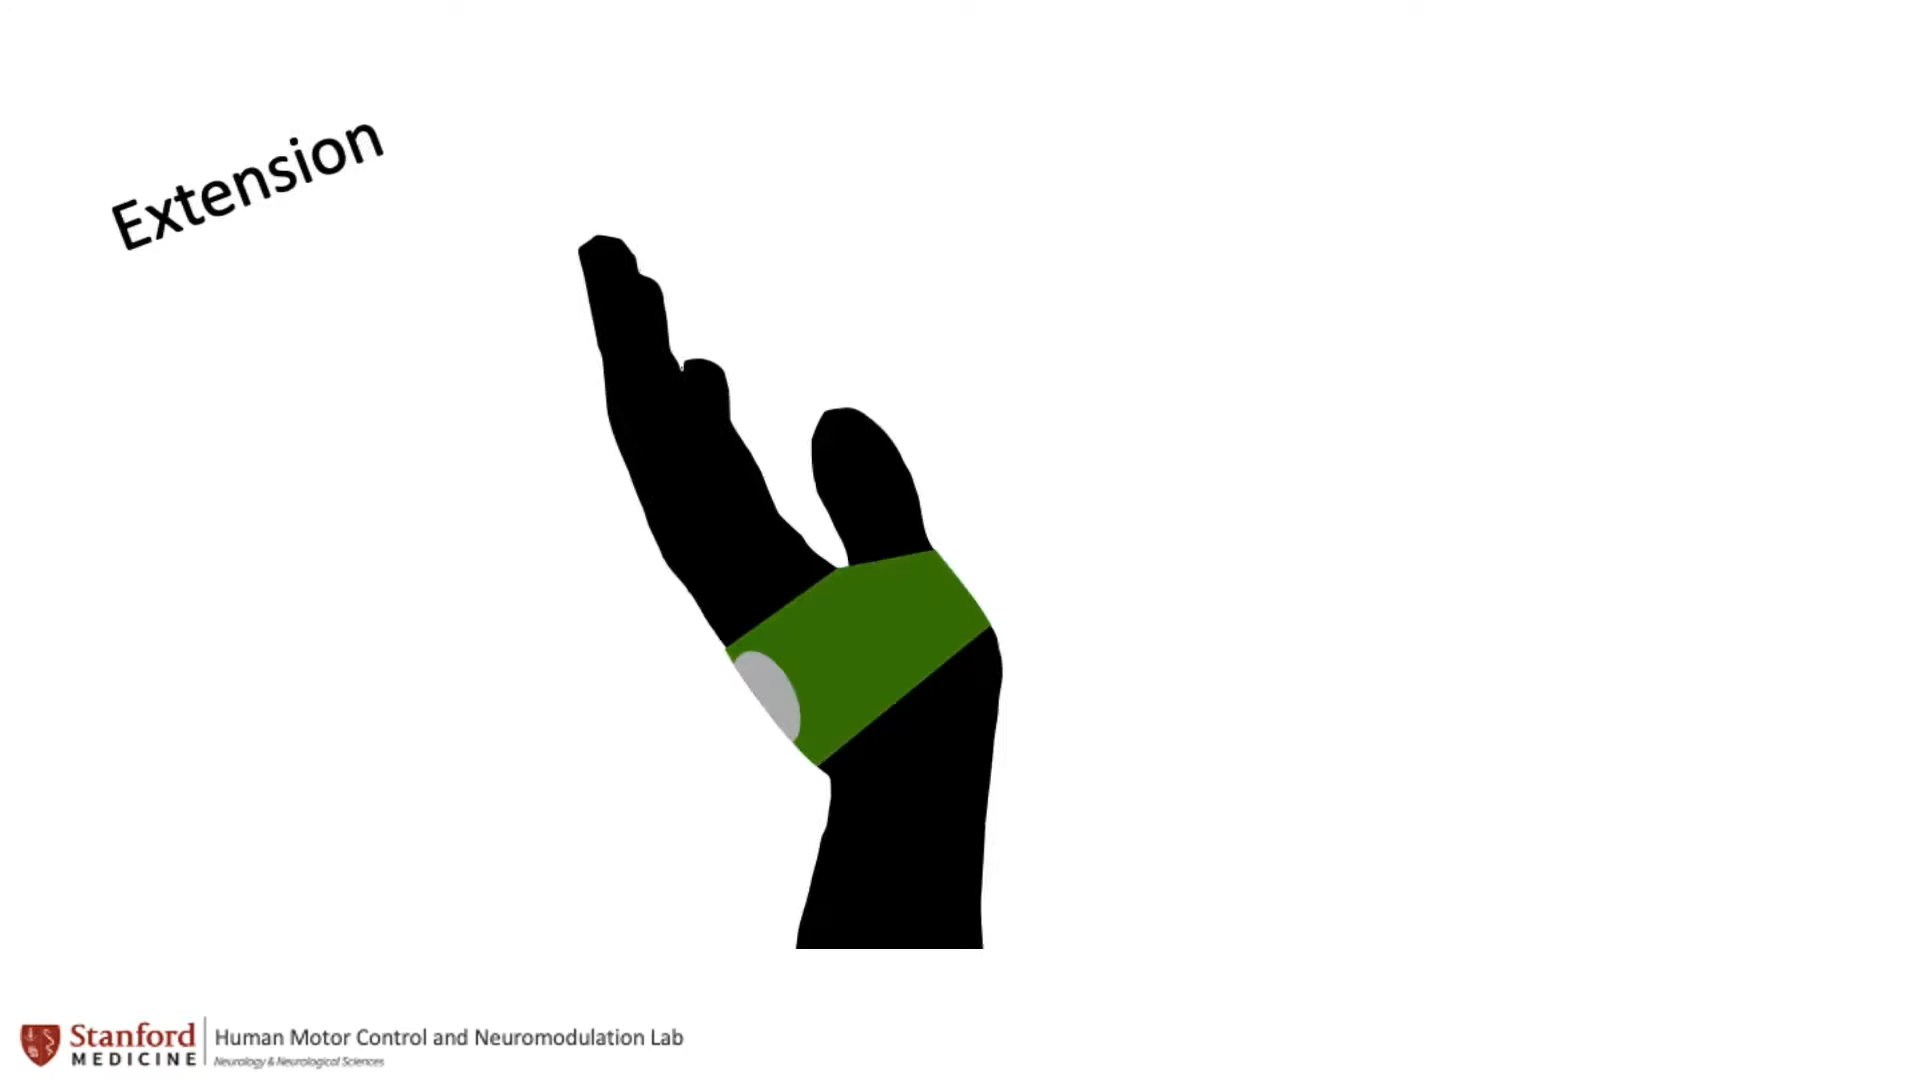 Extension
Stanford
MEDICINE
Human Motor Control and Neuromodulation Lab
Neurology & Neurological Sciences